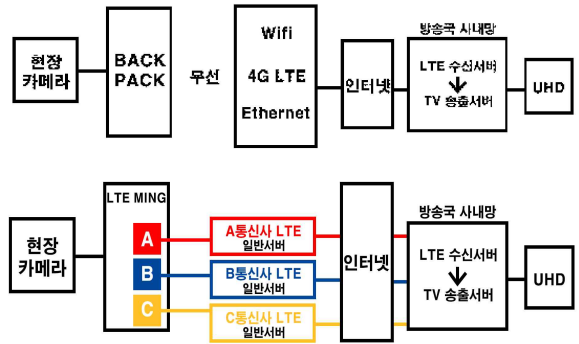 현장
카메라
BACK
PACK
무선
Wifi
4G LTE
Ethernet
인터넷
방송국 사내망
LTE 수신서버
TV 송출서버
UHD
현장
카메라
LTE MING
A
B
C
A통신사 LTE
일반서버
B통신사 LTE
일반서버
C통신사 LTE
일반서버
인터넷
방송국 사내망
LTE 수신서버
TV 송출서버
UHD